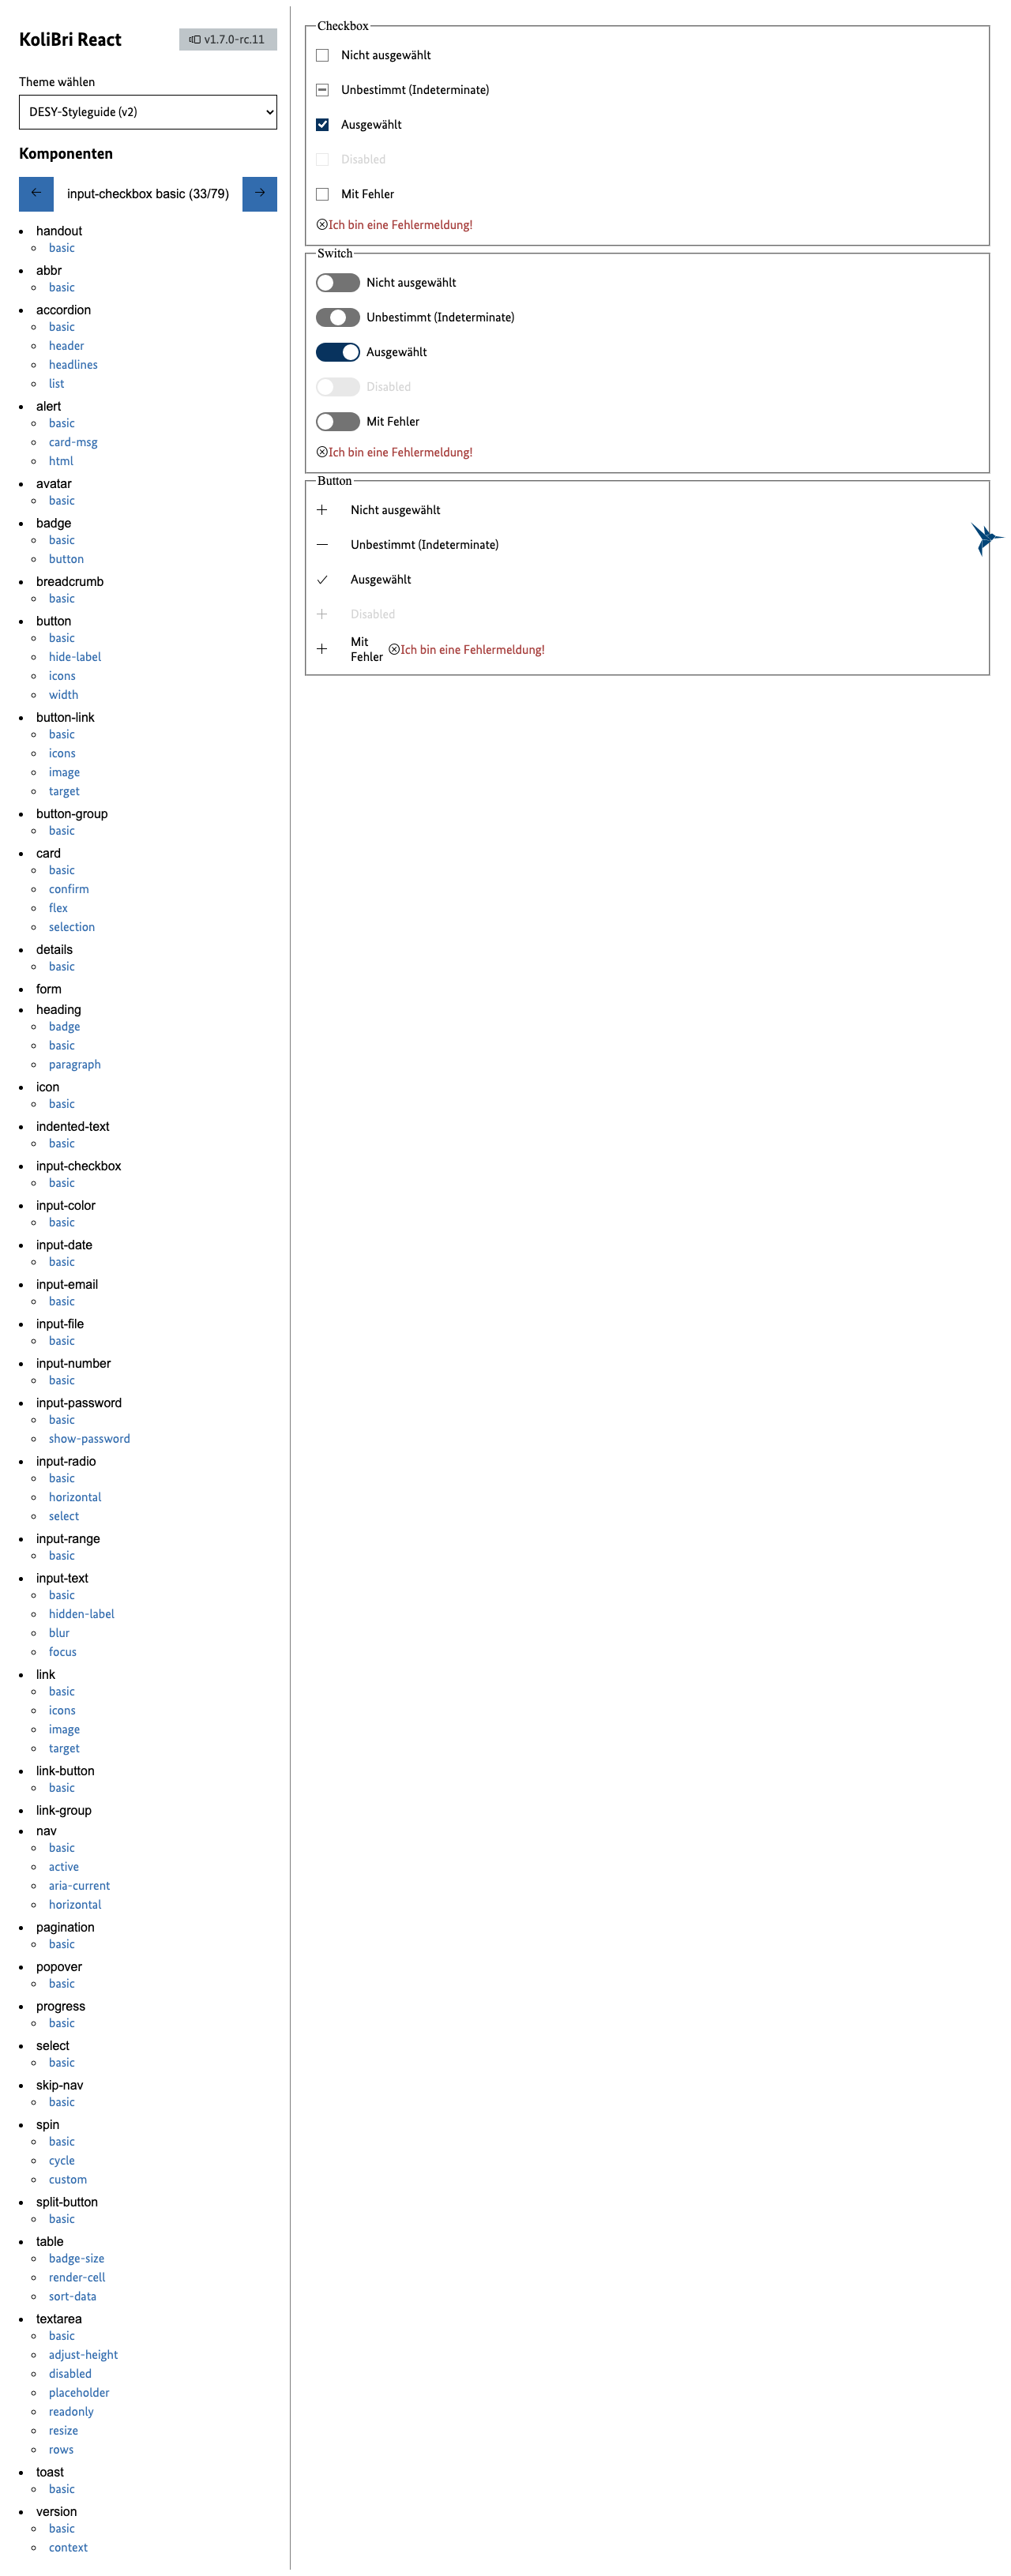 KoliBri React
v1.7.0-rc.11
Theme wählen
DESY-Styleguide (v2)
Komponenten
input-checkbox basic (33/79)
handout
basic
abbr
basic
accordion
basic
header
headlines
list
alert
basic
card-msg
html
avatar
basic
badge
basic
button
breadcrumb
basic
button
basic
hide-label
icons
width
button-link
basic
icons
image
target
button-group
basic
card
basic
confirm
flex
selection
details
basic
form
heading
badge
basic
paragraph
icon
basic
indented-text
basic
input-checkbox
basic
input-color
basic
input-date
basic
input-email
basic
input-file
basic
input-number
basic
input-password
basic
show-password
input-radio
basic
horizontal
select
input-range
basic
input-text
basic
hidden-label
blur
focus
link
basic
icons
image
target
link-button
basic
link-group
nav
basic
active
aria-current
horizontal
pagination
basic
popover
basic
progress
basic
select
basic
skip-nav
basic
spin
basic
cycle
custom
split-button
basic
table
badge-size
render-cell
sort-data
textarea
basic
adjust-height
disabled
placeholder
readonly
resize
rows
toast
basic
version
basic
context
Checkbox
Nicht ausgewählt
Unbestimmt (Indeterminate)
Ausgewählt
Disabled
Mit Fehler
Ich bin eine Fehlermeldung!
Switch
Nicht ausgewählt
Unbestimmt (Indeterminate)
Ausgewählt
Disabled
Mit Fehler
Ich bin eine Fehlermeldung!
Button
Nicht ausgewählt
Unbestimmt (Indeterminate)
Ausgewählt
Disabled
Mit
Fehler
Ich bin eine Fehlermeldung!